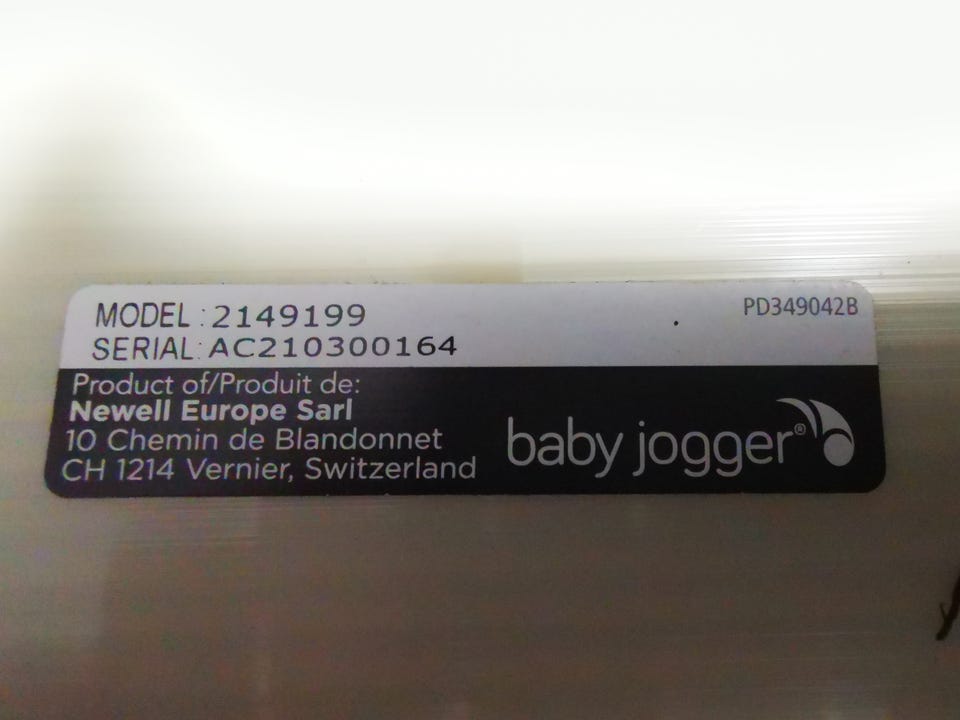 MODEL : 2149199
PD349042B
SERIAL: AC210300164
Product of/Produit de:
Newell Europe Sarl
10 Chemin de Blandonnet
CH 1214 Vernier, Switzerland
baby jogger®